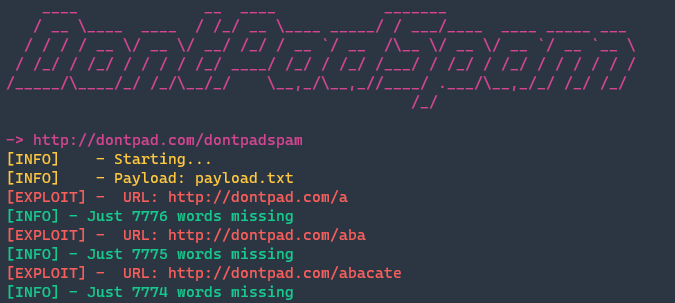 DontPadSpam
-> http://dontpad.com/dontpadspam
[INFO] - Starting...
[INFO] - Payload: payload.txt
[EXPLOIT] - URL: http://dontpad.com/a
[INFO] - Just 7776 words missing
[EXPLOIT] - URL: http://dontpad.com/aba
[INFO] - Just 7775 words missing
[EXPLOIT] - URL: http://dontpad.com/abacate
[INFO] - Just 7774 words missing